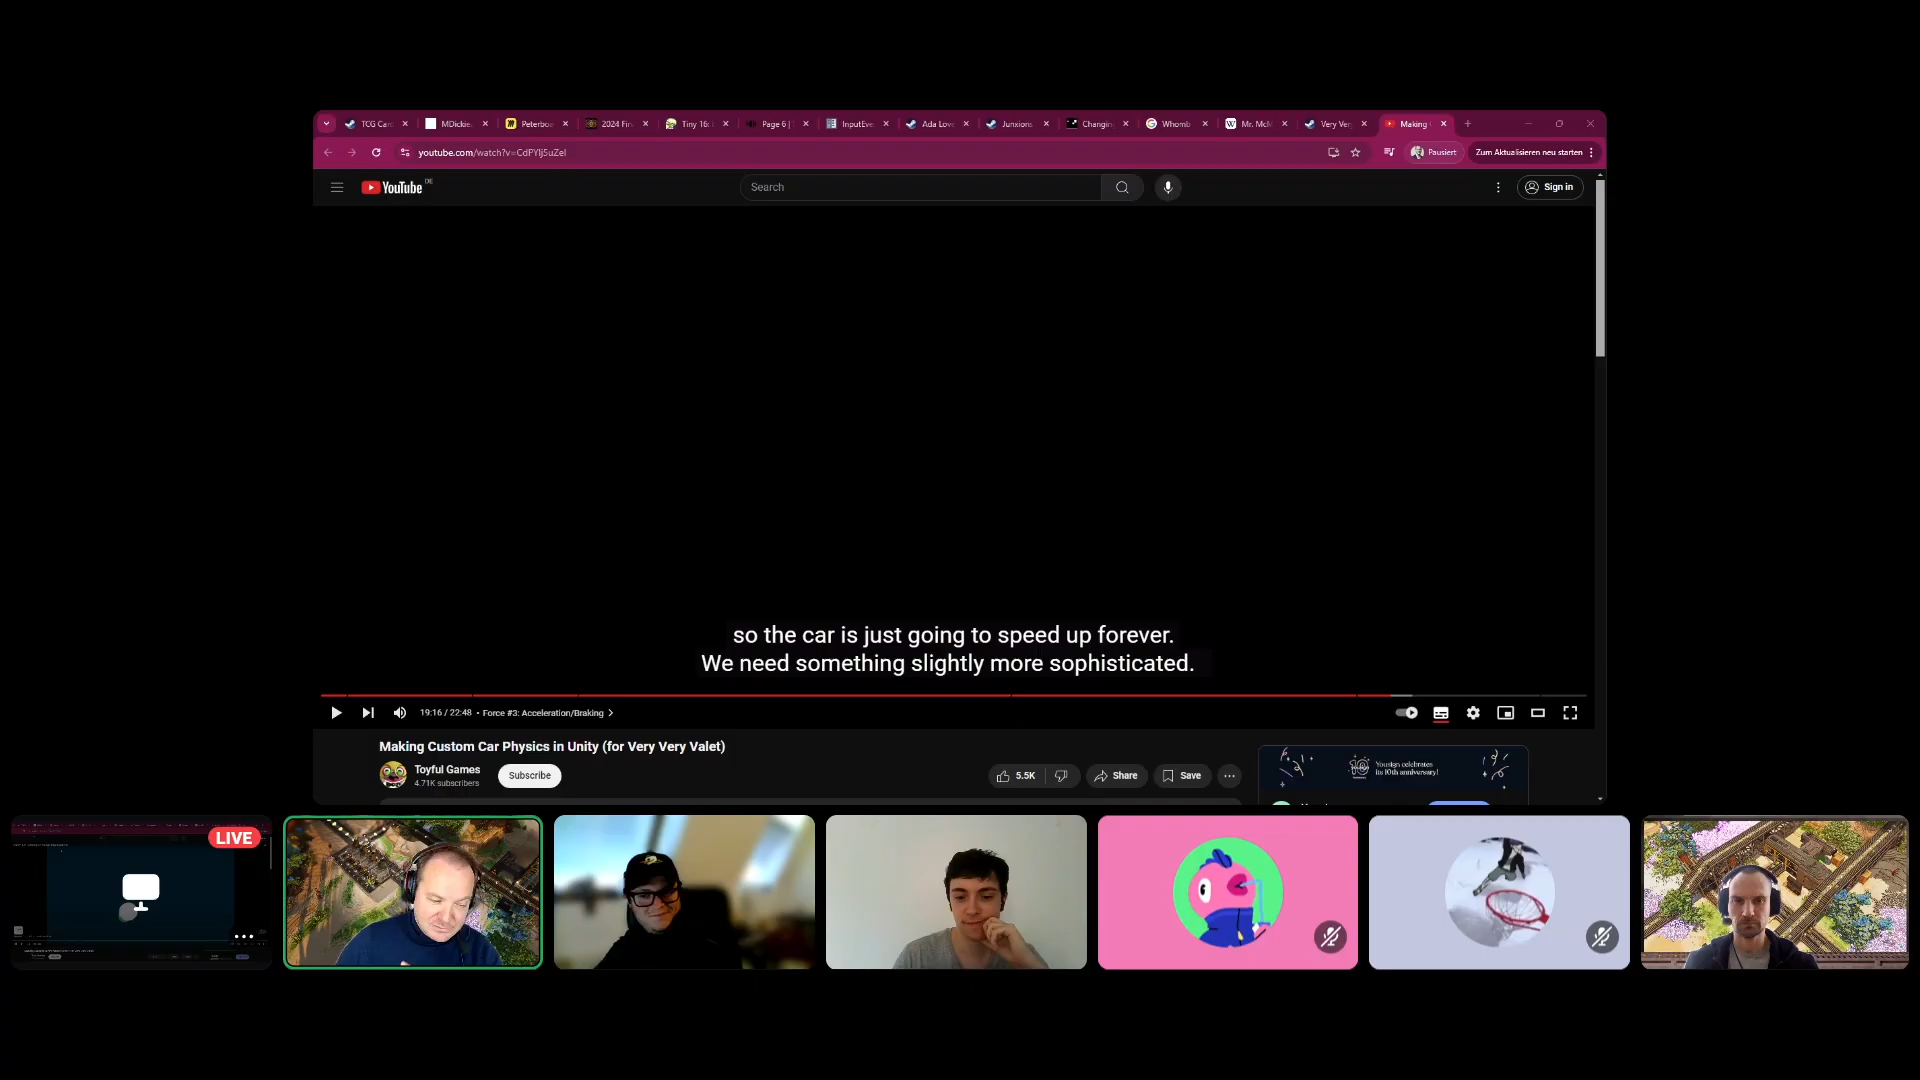 TCG Car
MDickie
Peterbo
2024 Fin
Tiny 16:
Page 6 |
InputEve
Ada Lov
Junxions
Changin
Whomb
Mr. McM
Very Ver
Making
youtube.com/watch?v=CdPYIj5uZeI
Pausiert
Zum Aktualisieren neu starten
YouTube DE
Search
Sign in
so the car is just going to speed up forever.
We need something slightly more sophisticated.
19:16 / 22:48 • Force #3: Acceleration/Braking
Making Custom Car Physics in Unity (for Very Very Valet)
Toyful Games
4.71K subscribers
Subscribe
5.5K
Share
Save
Yousign celebrates
its 10th anniversary!
LIVE